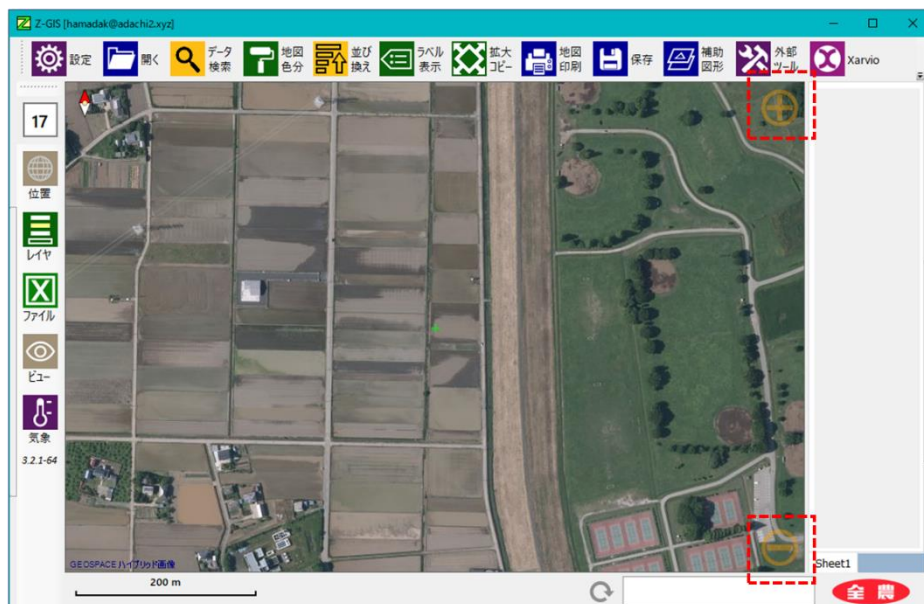 Z-GIS [hamadak@adachi2.xyz]
設定
開く
データ
検索
地図
色分
並び
換え
ラベル
表示
拡大
コピー
地図
印刷
保存
補助
図形
外部
ツール
Xarvio
17
位置
レイヤ
ファイル
ビュー
気象
3.2.1-64
GEOSPACE ハイブリッド画像
Sheet1
200 m
全農